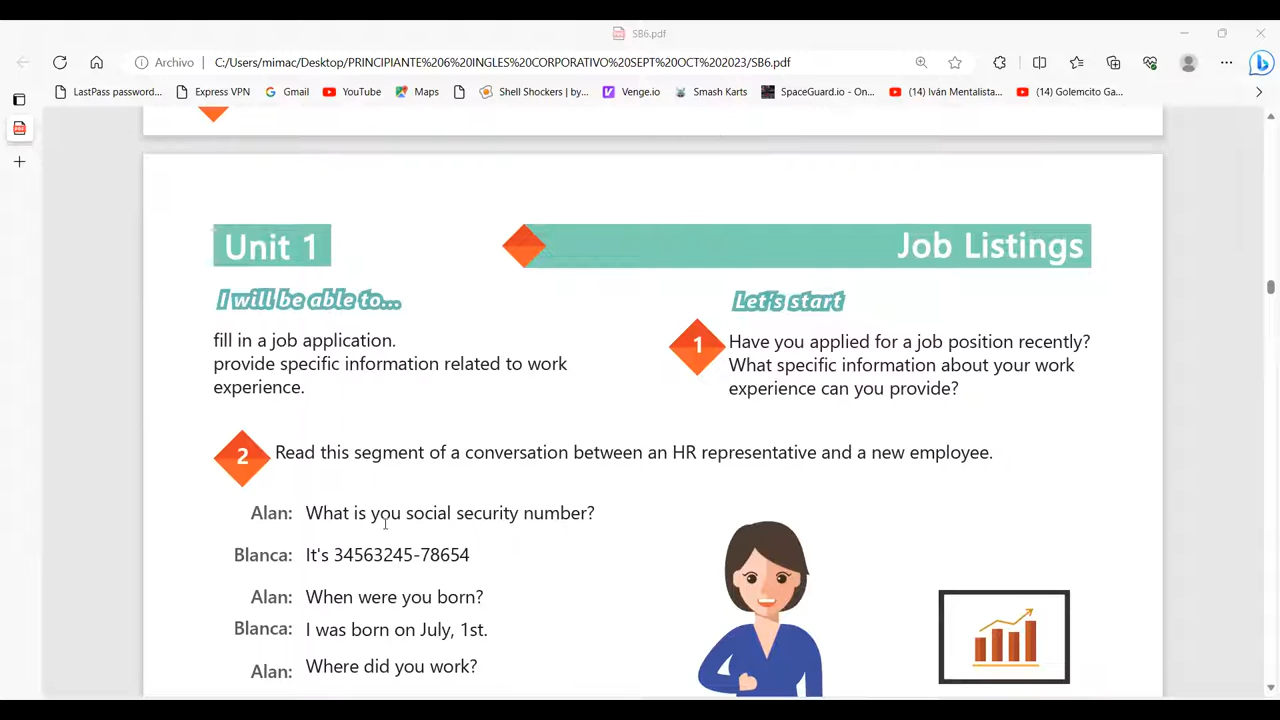 SB6.pdf
Archivo C:/Users/mimac/Desktop/PRINCIPIANTE%206%20INGLES%20CORPORATIVO%20SEPT%20OCT%202023/SB6.pdf
LastPass password... Express VPN Gmail YouTube Maps Shell Shockers | by... Venge.io Smash Karts SpaceGuard.io - On... (14) Iván Mentalista... (14) Golemcito Ga...
Unit 1
Job Listings
I will be able to...
fill in a job application.
provide specific information related to work
experience.
Let's start
1
Have you applied for a job position recently?
What specific information about your work
experience can you provide?
2 Read this segment of a conversation between an HR representative and a new employee.
Alan: What is you social security number?
Blanca: It's 34563245-78654
Alan: When were you born?
Blanca: I was born on July, 1st.
Alan: Where did you work?